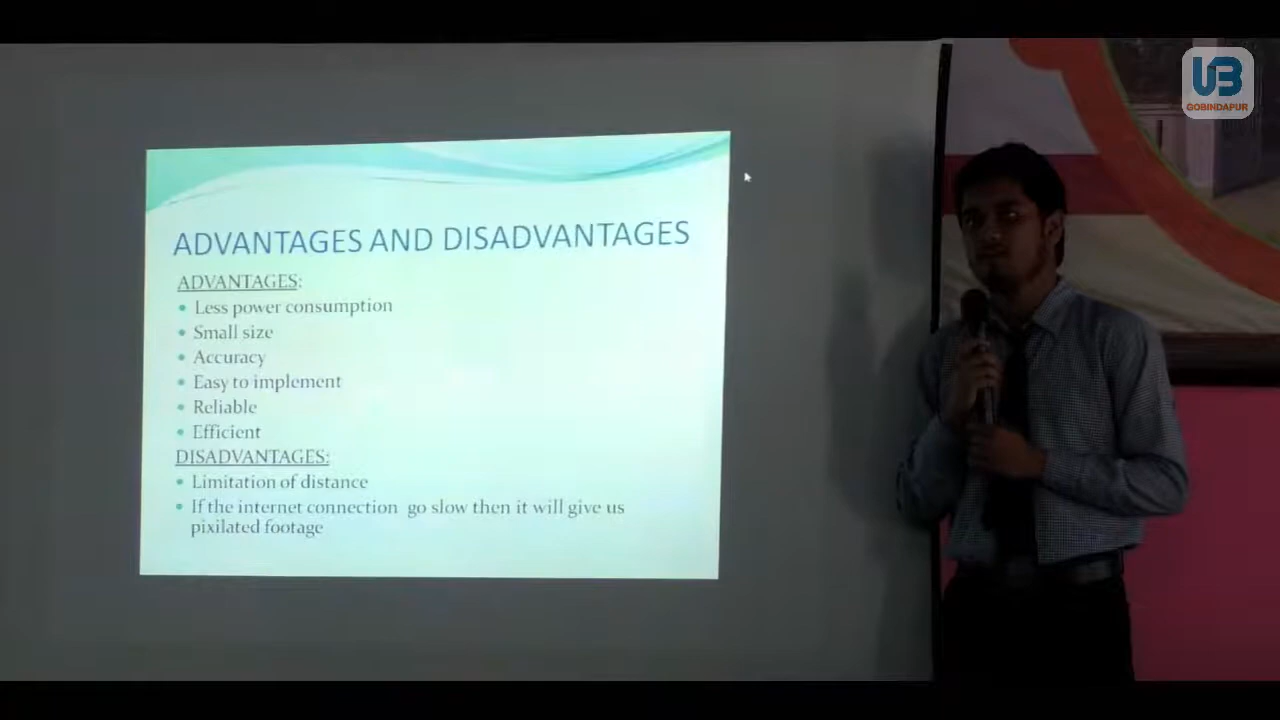 UB
GOBINDAPUR
ADVANTAGES AND DISADVANTAGES
ADVANTAGES:
• Less power consumption
• Small size
• Accuracy
• Easy to implement
• Reliable
• Efficient
DISADVANTAGES:
• Limitation of distance
• If the internet connection go slow then it will give us
pixilated footage